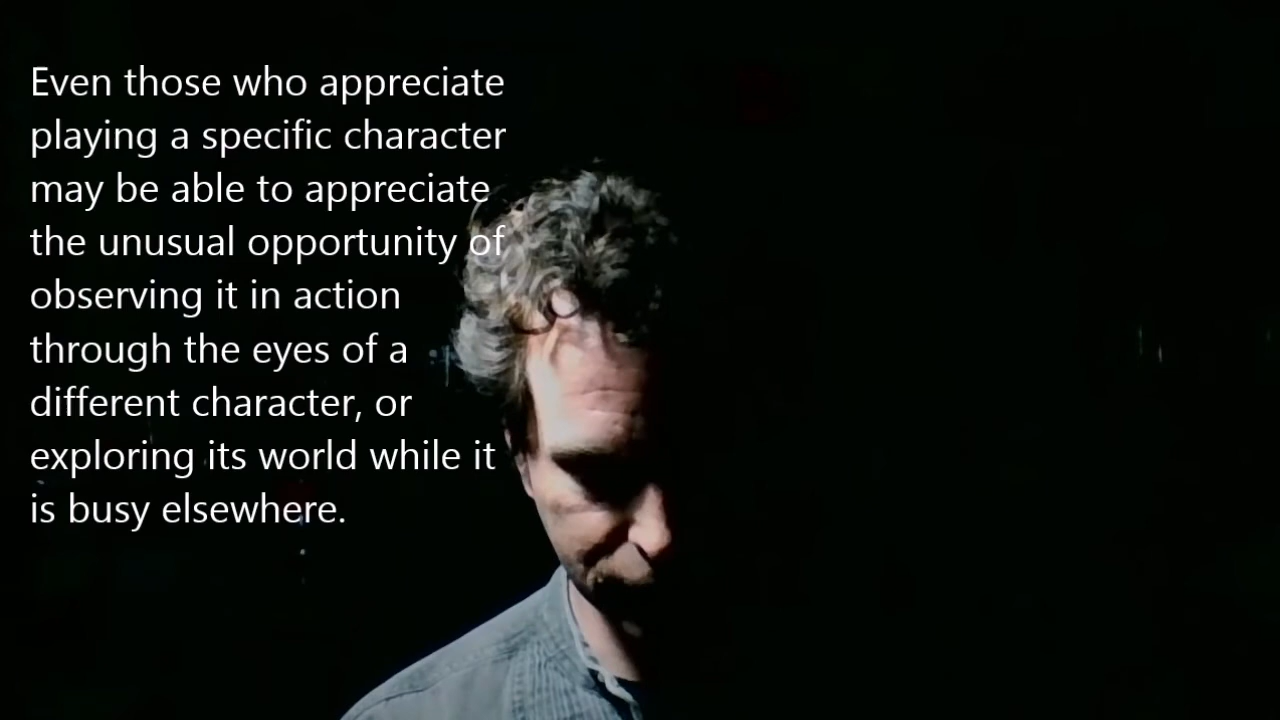 Even those who appreciate
playing a specific character
may be able to appreciate
the unusual opportunity of
observing it in action
through the eyes of a
different character, or
exploring its world while it
is busy elsewhere.